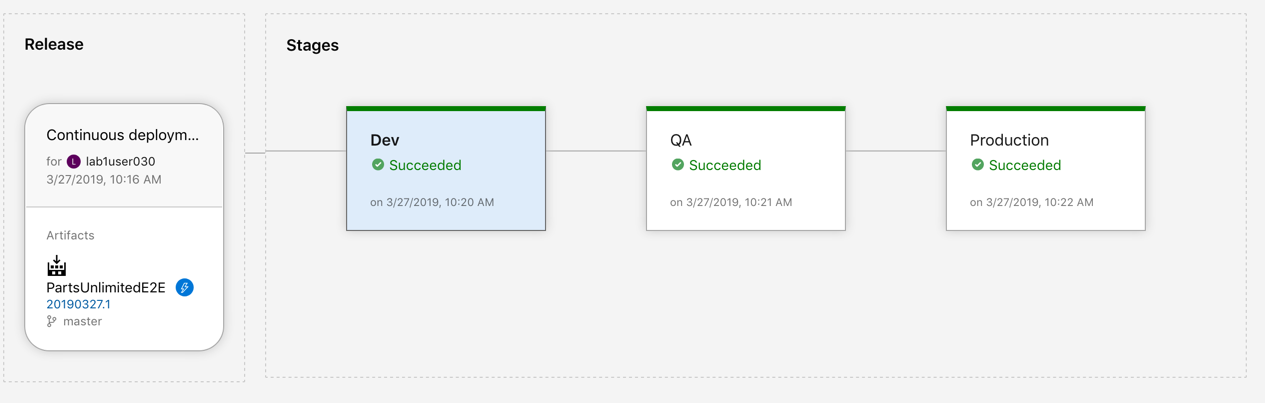 Release
Continuous deploym...
for L lab1user030
3/27/2019, 10:16 AM
Artifacts
PartsUnlimitedE2E
20190327.1
master
Stages
Dev
Succeeded
on 3/27/2019, 10:20 AM
QA
Succeeded
on 3/27/2019, 10:21 AM
Production
Succeeded
on 3/27/2019, 10:22 AM